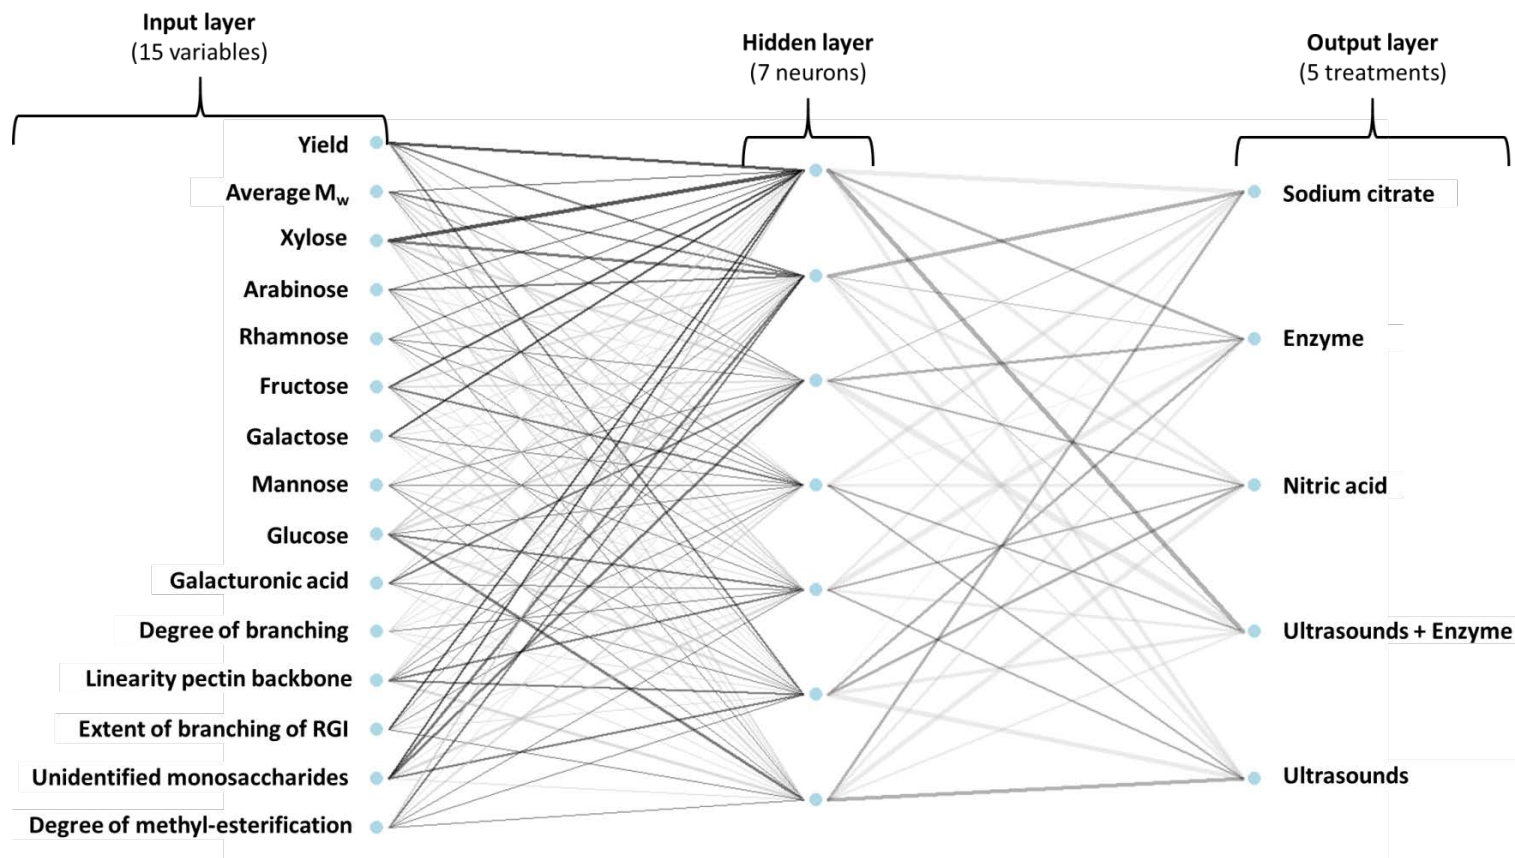 Input layer
(15 variables)
Hidden layer
(7 neurons)
Output layer
(5 treatments)
Yield
Average Mw
Xylose
Arabinose
Rhamnose
Fructose
Galactose
Mannose
Glucose
Galacturonic acid
Degree of branching
Linearity pectin backbone
Extent of branching of RGI
Unidentified monosaccharides
Degree of methyl-esterification
Sodium citrate
Enzyme
Nitric acid
Ultrasounds + Enzyme
Ultrasounds